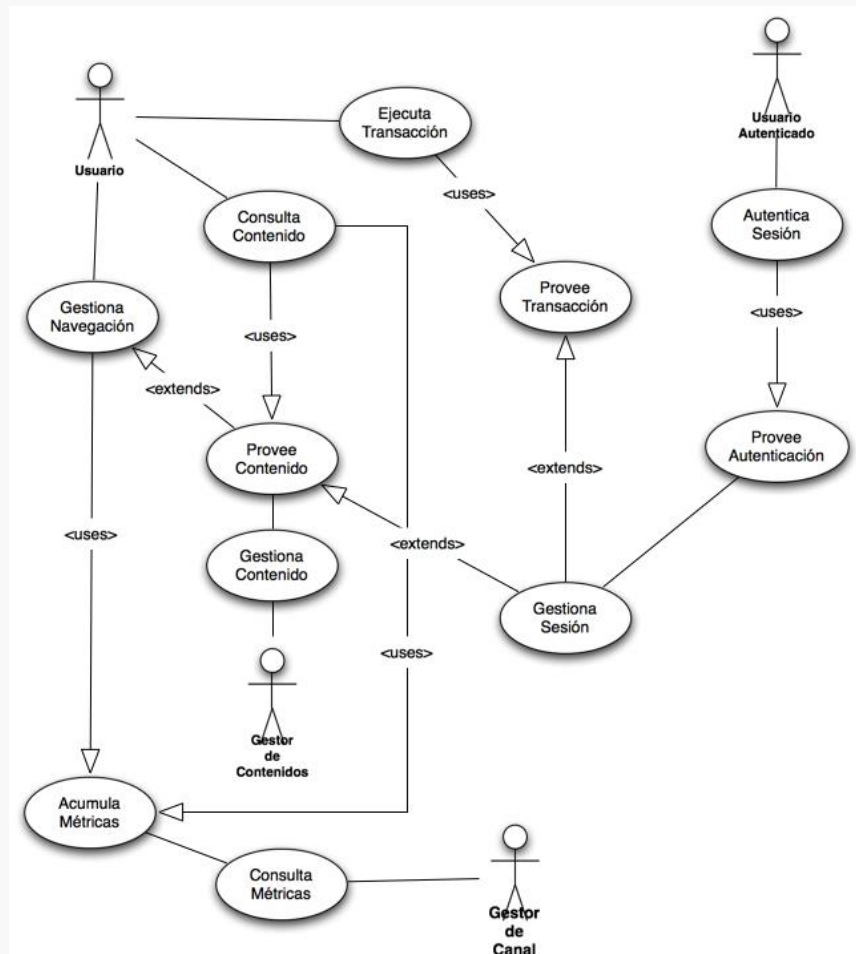 Usuario
Ejecuta
Transacción
Usuario
Autenticado
Consulta
Contenido
<uses>
Autentica
Sesión
Gestiona
Navegación
Provee
Transacción
<uses>
<uses>
<extends>
Provee
Contenido
Provee
Autenticación
<extends>
<uses>
<extends>
Gestiona
Contenido
Gestiona
Sesión
<uses>
Gestor
de
Contenidos
Acumula
Métricas
Consulta
Métricas
Gestor
de
Canal